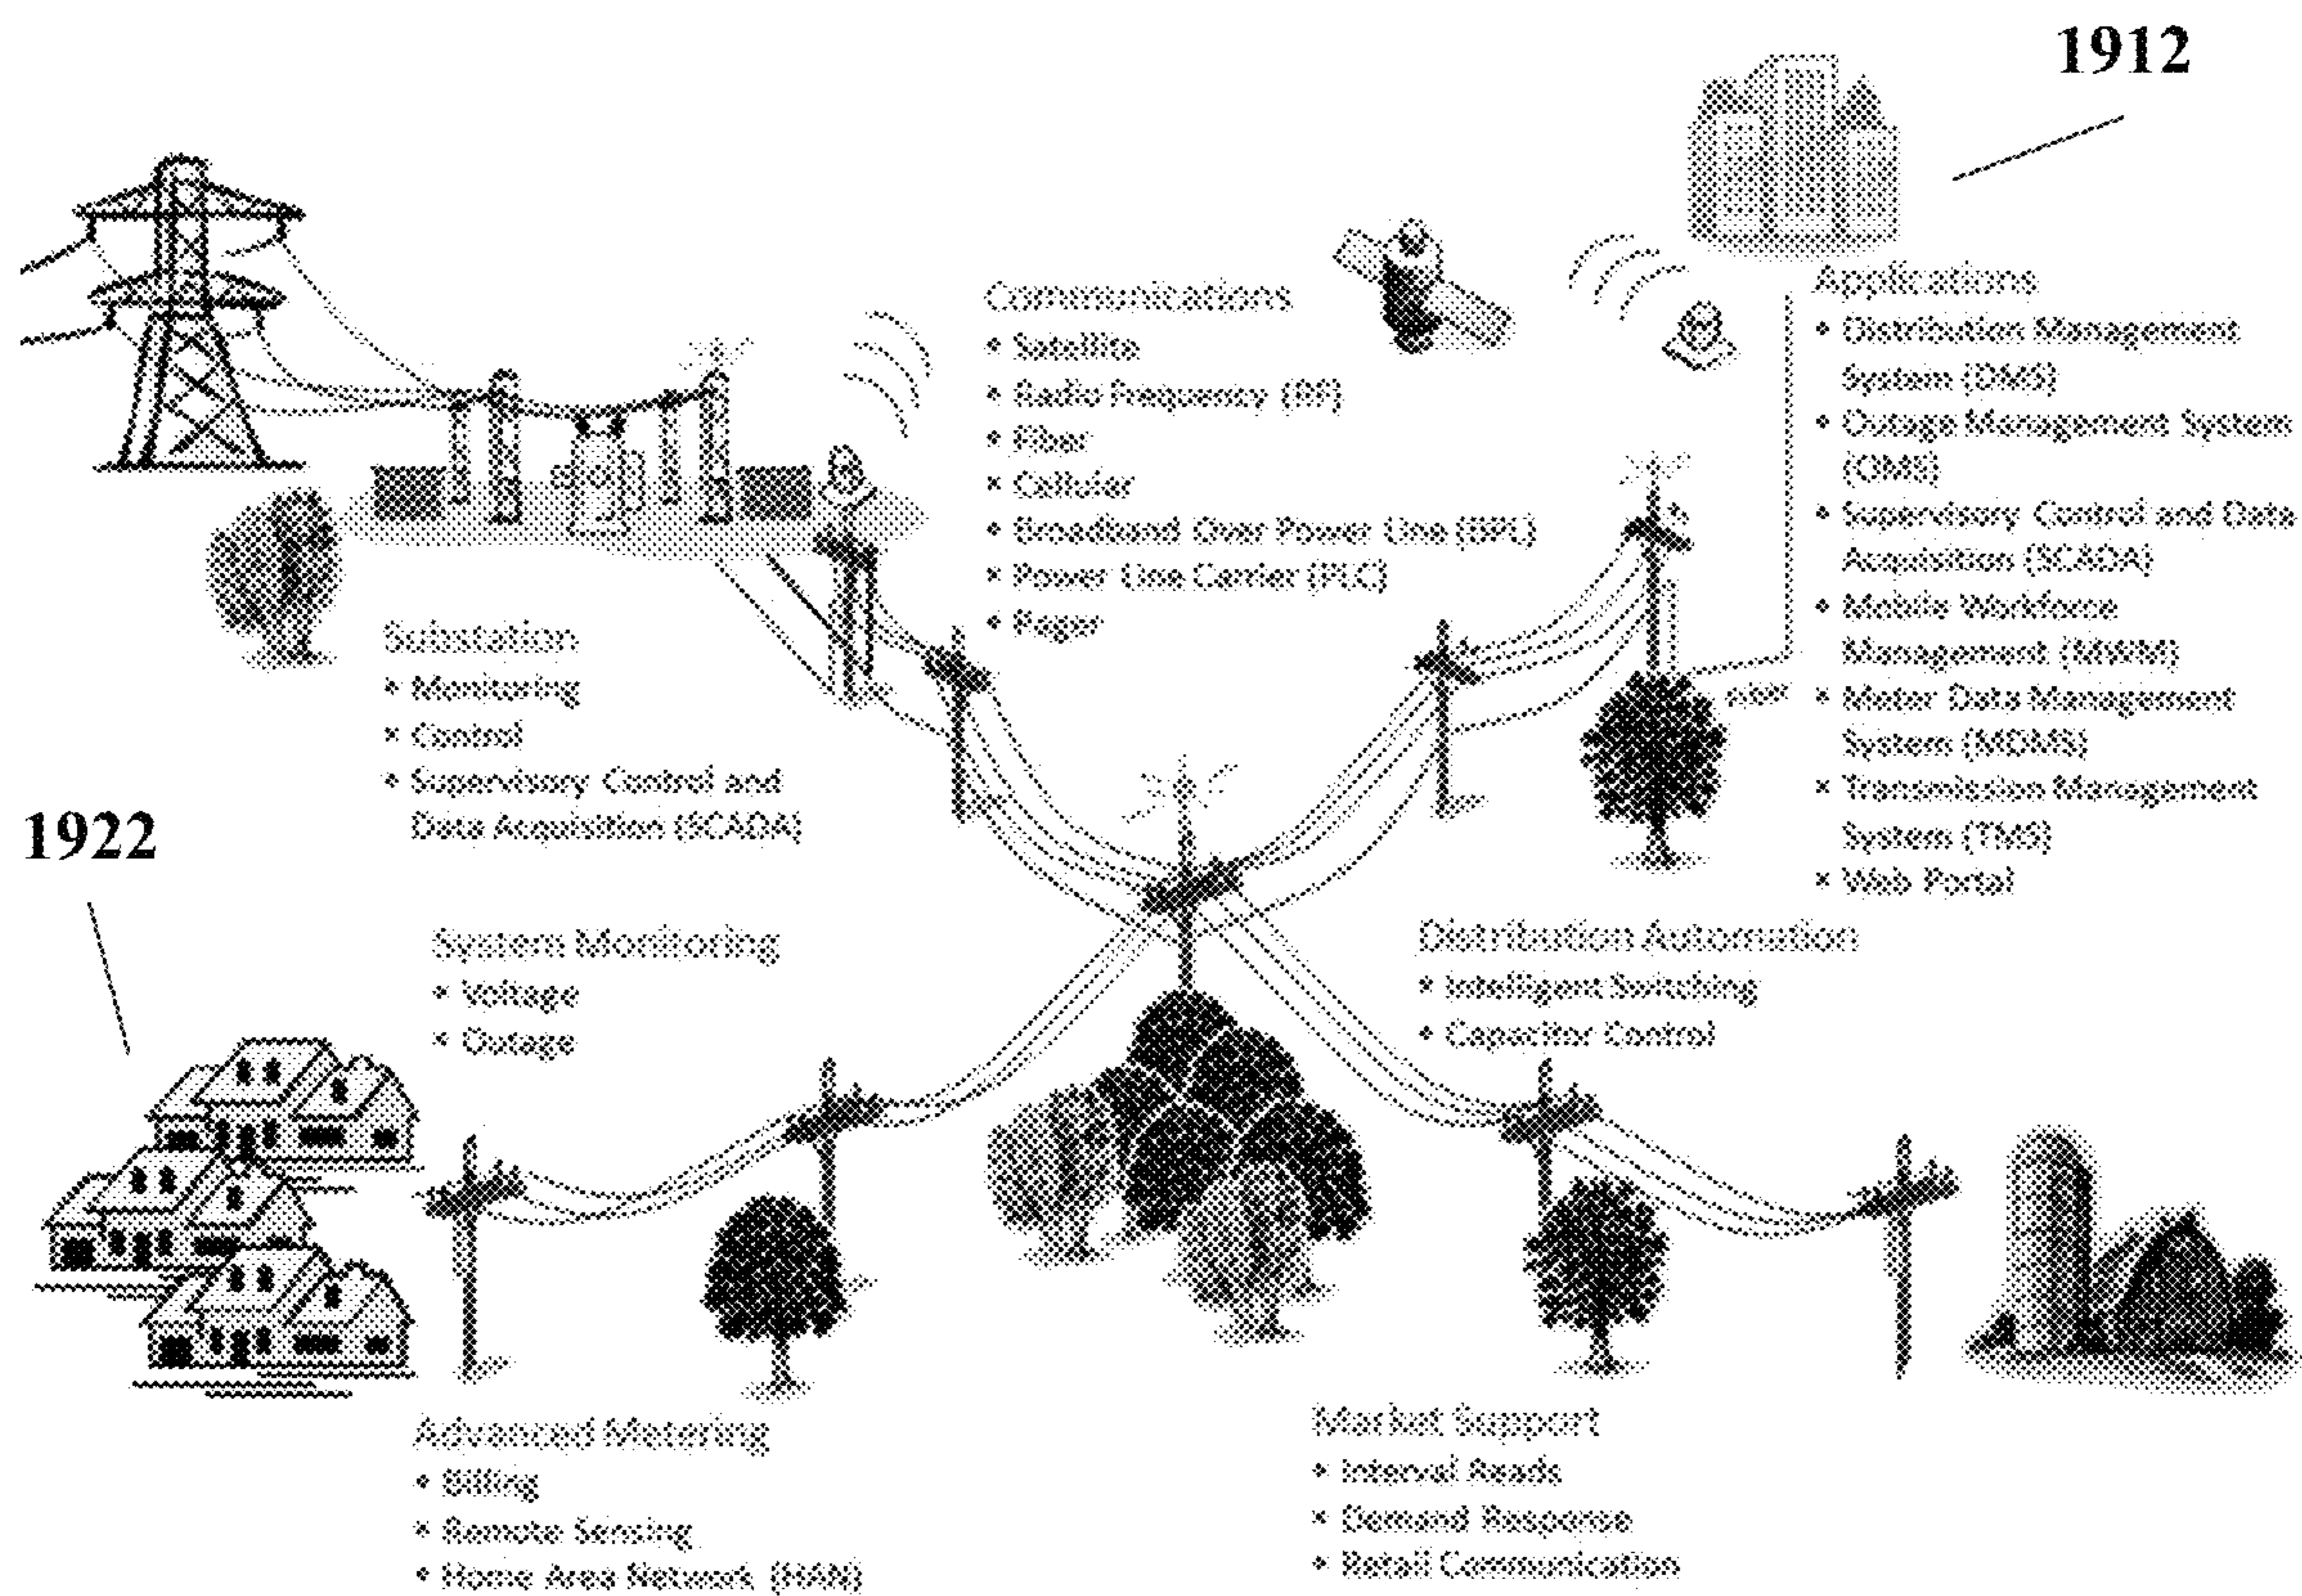 1912
Communications
• Satellite
• Radio Frequency (RF)
• Fiber
• Cellular
• Broadband Over Power Line (BPL)
• Power Line Carrier (PLC)
• Pager
Applications
• Distribution Management
System (DMS)
• Outage Management System
(OMS)
• Supervisory Control and Data
Acquisition (SCADA)
• Mobile Workforce
Management (MWM)
• Meter Data Management
System (MDMS)
• Transmission Management
System (TMS)
• Web Portal
Substation
• Monitoring
• Control
• Supervisory Control and
Data Acquisition (SCADA)
1922
System Monitoring
• Voltage
• Outage
Distribution Automation
• Intelligent Switching
• Capacitor Control
Advanced Metering
• Billing
• Remote Sensing
• Home Area Network (HAN)
Market Support
• Interval Reads
• Demand Response
• Retail Communication